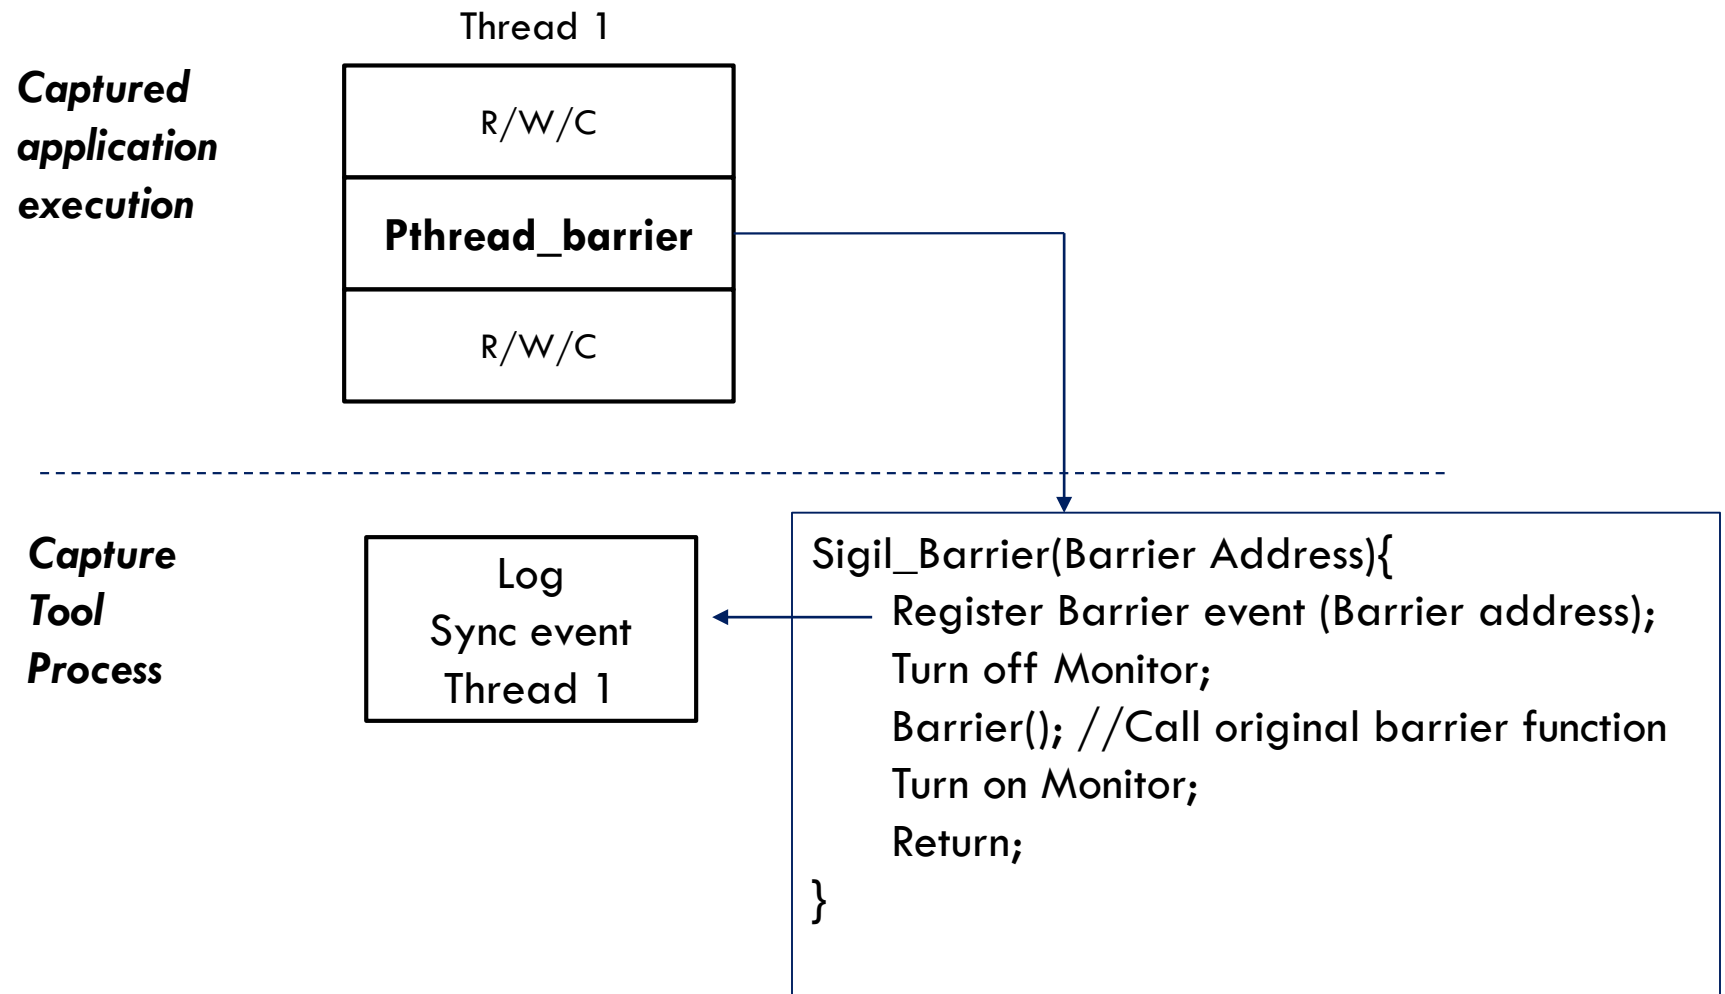 Thread 1
Captured
application
execution
R/W/C
Pthread_barrier
R/W/C
Capture
Tool
Process
Log
Sync event
Thread 1
Sigil_Barrier(Barrier Address){
Register Barrier event (Barrier address);
Turn off Monitor;
Barrier(); //Call original barrier function
Turn on Monitor;
Return;
}